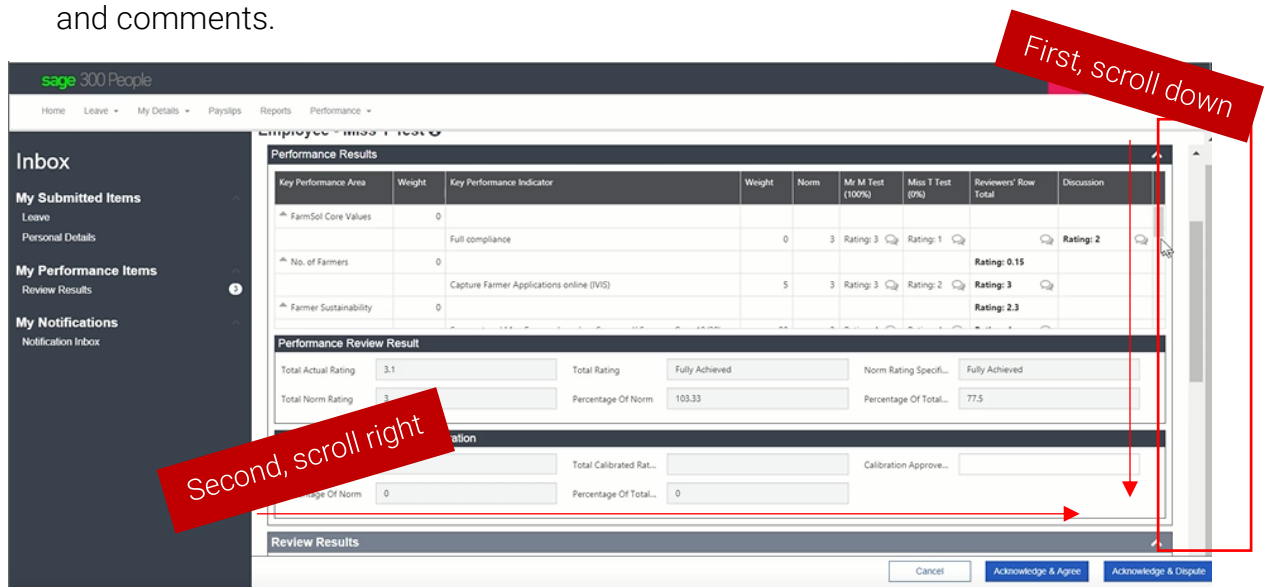 and comments.
First, scroll down
sage 300 People
Home Leave My Details Payslips Reports Performance
Employee - Miss T Test
Inbox
My Submitted Items
Leave
Personal Details
My Performance Items
Review Results 3
My Notifications
Notification Inbox
Performance Results
Key Performance Area Weight Key Performance Indicator Weight Norm Mr M Test (100%) Miss T Test (0%) Reviewers' Row Total Discussion
FarmSol Core Values 0
Full compliance 0 3 Rating: 3 Rating: 1 Rating: 2
No. of Farmers 0 Rating: 0.15
Capture Farmer Applications online (IVIS) 5 3 Rating: 3 Rating: 2 Rating: 3
Farmer Sustainability 0 Rating: 2.3
Performance Review Result
Total Actual Rating 3.1 Total Rating Fully Achieved Norm Rating Specifi... Fully Achieved
Total Norm Rating 3 Percentage Of Norm 103.33 Percentage Of Total... 77.5
Second, scroll right
Total Calibrated Rat... Calibration Approve...
Of Norm 0 Percentage Of Total... 0
Review Results
Cancel Acknowledge & Agree Acknowledge & Dispute